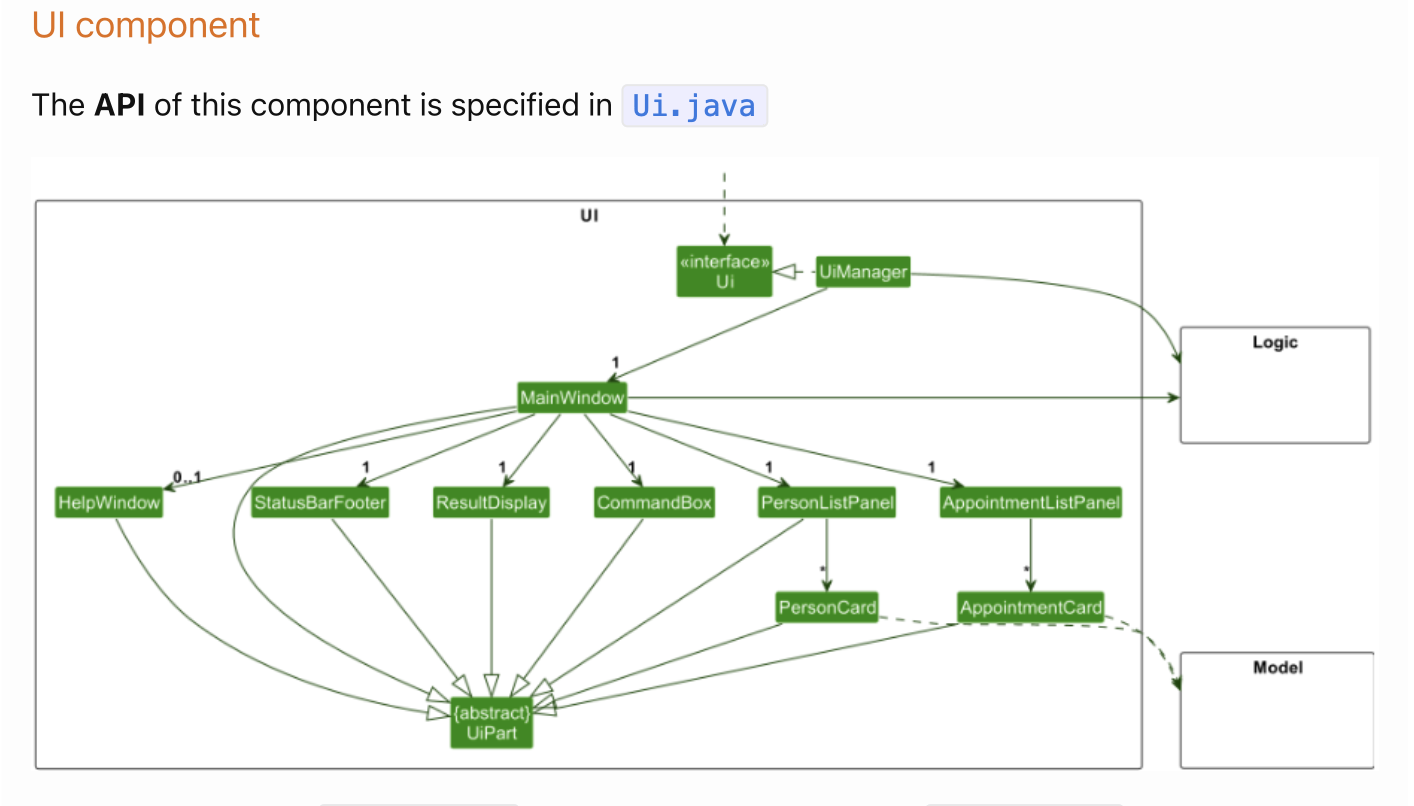 UI component
The API of this component is specified in Ui.java
UI
«interface»
Ui
UiManager
Logic
1
MainWindow
0..1
1
1
1
1
1
HelpWindow
StatusBarFooter
ResultDisplay
CommandBox
PersonListPanel
AppointmentListPanel
*
*
PersonCard
AppointmentCard
Model
{abstract}
UiPart